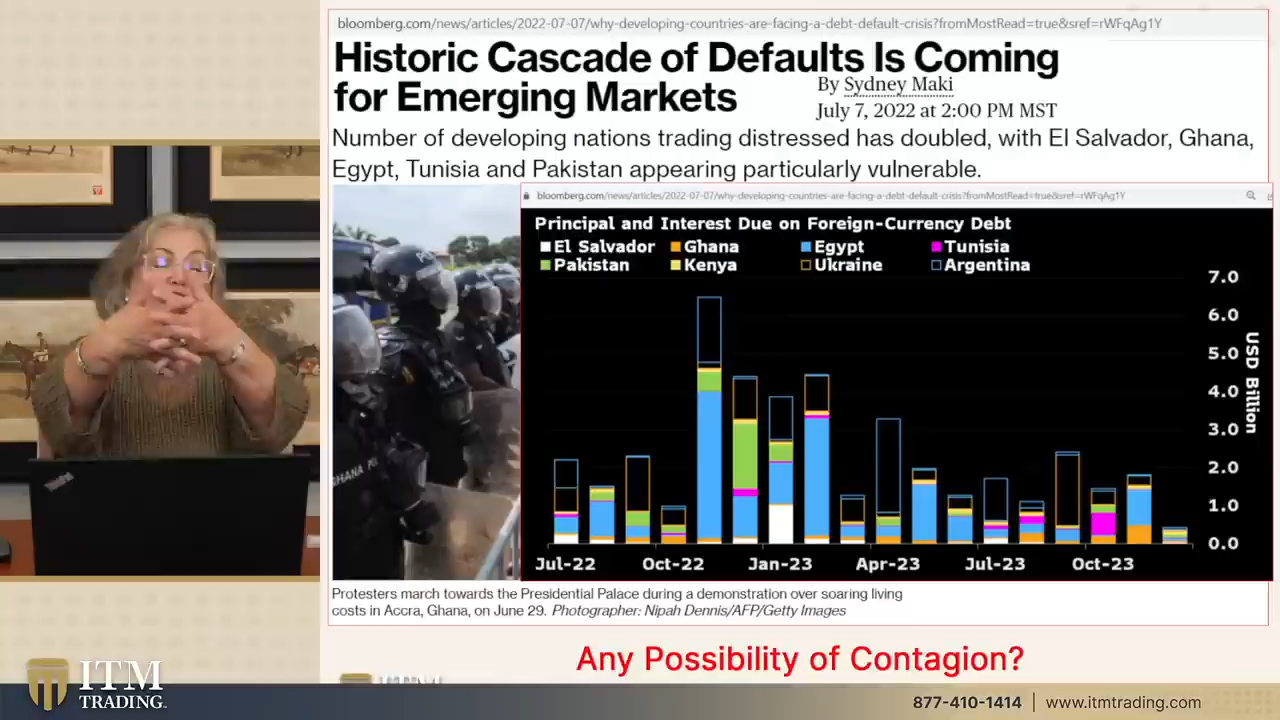 bloomberg.com/news/articles/2022-07-07/why-developing-countries-are-facing-a-debt-default-crisis?fromMostRead=true&sref=rWFqAg1Y
Historic Cascade of Defaults Is Coming
for Emerging Markets
By Sydney Maki
July 7, 2022 at 2:00 PM MST
Number of developing nations trading distressed has doubled, with El Salvador, Ghana,
Egypt, Tunisia and Pakistan appearing particularly vulnerable.
bloomberg.com/news/articles/2022-07-07/why-developing-countries-are-facing-a-debt-default-crisis?fromMostRead=true&sref=rWFqAg1Y
Principal and Interest Due on Foreign-Currency Debt
El Salvador Ghana Egypt Tunisia
Pakistan Kenya Ukraine Argentina
7.0
6.0
5.0
4.0
3.0
2.0
1.0
0.0
USD Billion
Jul-22 Oct-22 Jan-23 Apr-23 Jul-23 Oct-23
GHANA
ThinkPad
Protesters march towards the Presidential Palace during a demonstration over soaring living
costs in Accra, Ghana, on June 29. Photographer: Nipah Dennis/AFP/Getty Images
Any Possibility of Contagion?
ITM
TRADING
877-410-1414 | www.itmtrading.com